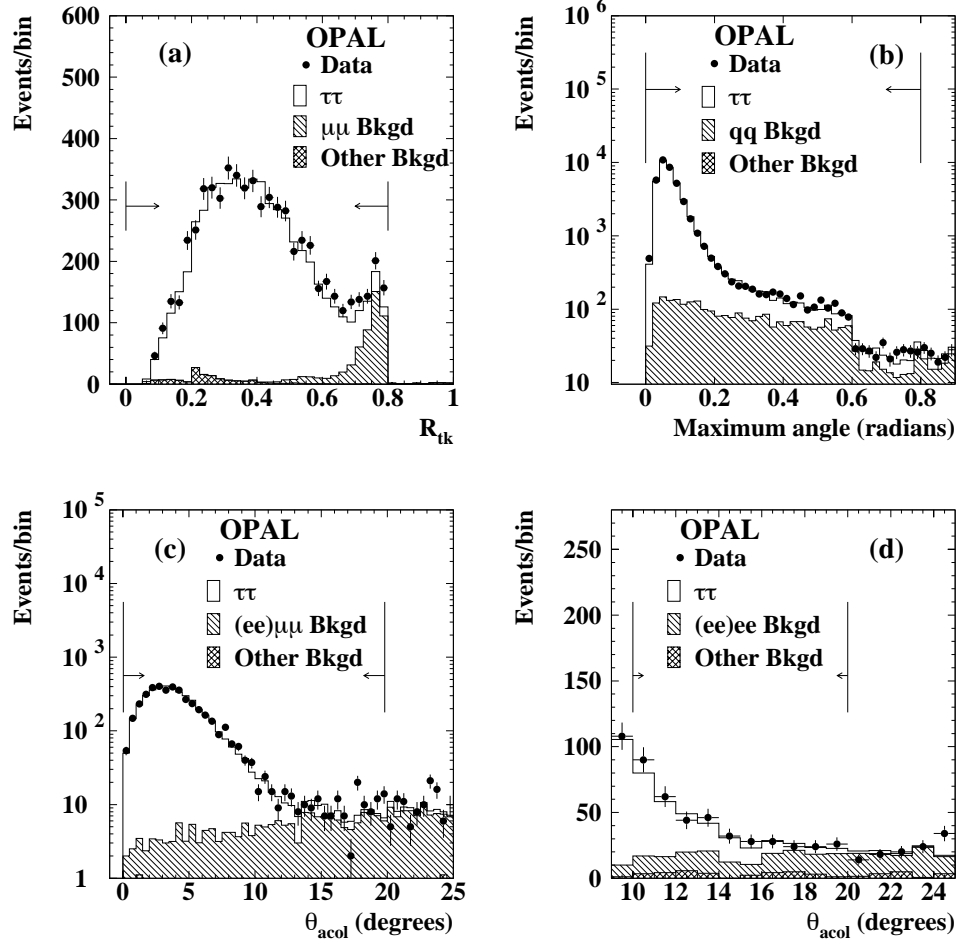 Events/bin
600
500
400
300
200
100
0
0
0.2
0.4
0.6
0.8
1
R_tk
(a)
OPAL
Data
ττ
μμ Bkgd
Other Bkgd
Events/bin
10^6
10^5
10^4
10^3
10^2
10
0
0.2
0.4
0.6
0.8
Maximum angle (radians)
OPAL
(b)
Data
ττ
qq Bkgd
Other Bkgd
Events/bin
10^5
10^4
10^3
10^2
10
1
0
5
10
15
20
25
θ_acol (degrees)
OPAL
(c)
Data
ττ
(ee)μμ Bkgd
Other Bkgd
Events/bin
250
200
150
100
50
0
10
12
14
16
18
20
22
24
θ_acol (degrees)
OPAL
(d)
Data
ττ
(ee)ee Bkgd
Other Bkgd